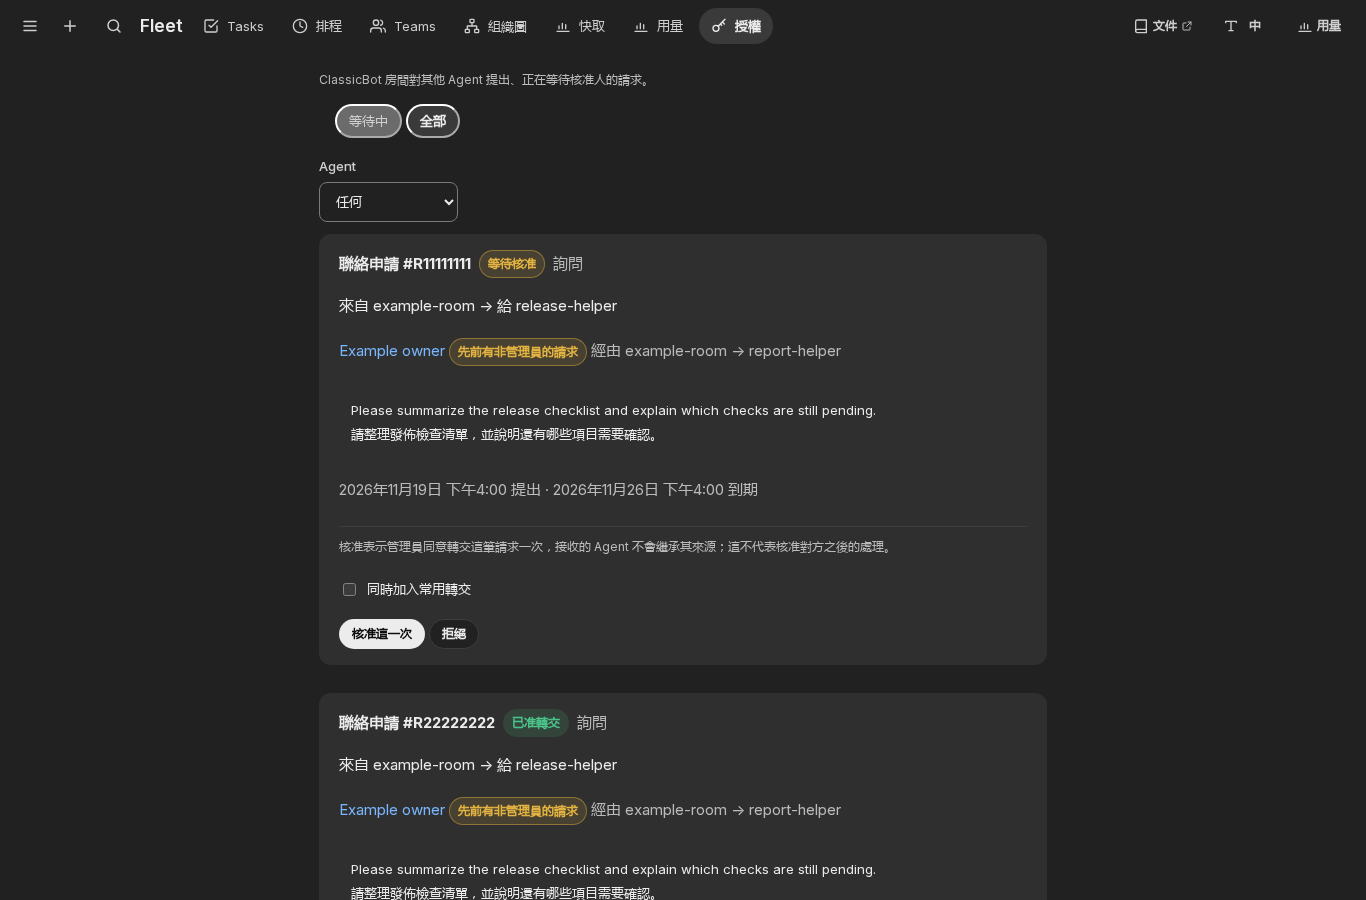 Fleet Tasks 排程 Teams 組織圖 快取 用量 授權 文件 中 用量
ClassicBot 房間對其他 Agent 提出、正在等待核准人的請求。
等待中 全部
Agent
任何
聯絡申請 #R11111111 等待核准 詢問
來自 example-room → 給 release-helper
Example owner 先前有非管理員的請求 經由 example-room → report-helper
Please summarize the release checklist and explain which checks are still pending.
請整理發佈檢查清單，並說明還有哪些項目需要確認。
2026年11月19日 下午4:00 提出 · 2026年11月26日 下午4:00 到期
核准表示管理員同意轉交這筆請求一次，接收的 Agent 不會繼承其來源；這不代表核准對方之後的處理。
同時加入常用轉交
核准這一次 拒絕
聯絡申請 #R22222222 已准轉交 詢問
來自 example-room → 給 release-helper
Example owner 先前有非管理員的請求 經由 example-room → report-helper
Please summarize the release checklist and explain which checks are still pending.
請整理發佈檢查清單，並說明還有哪些項目需要確認。